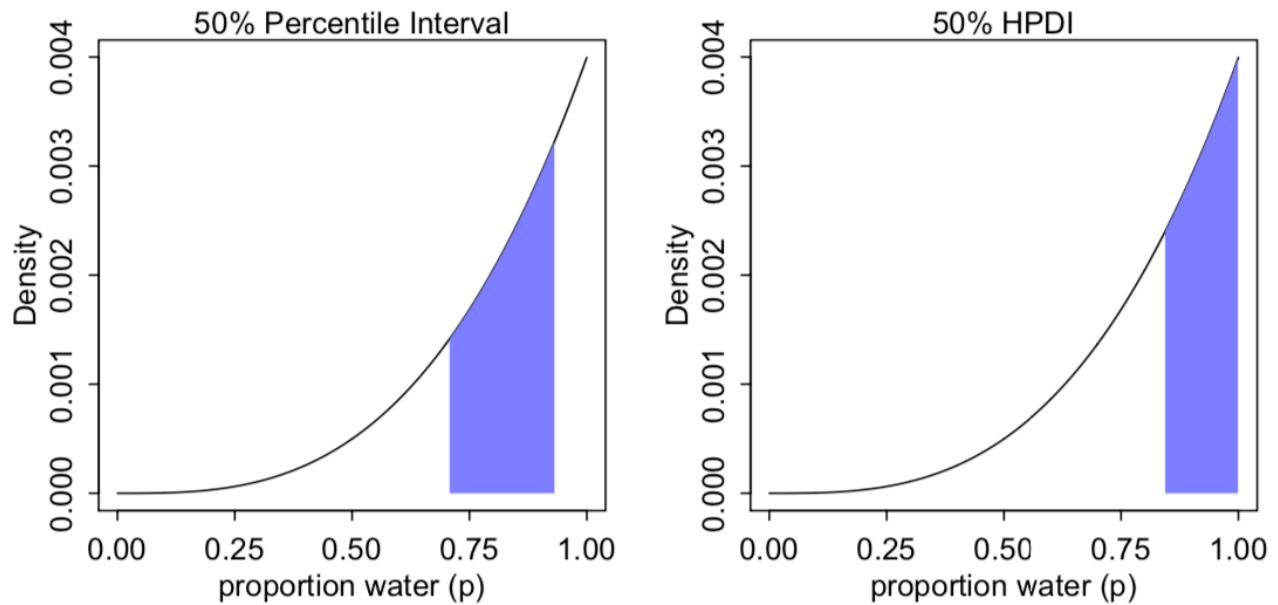 50% Percentile Interval
0.004
0.003
0.002
0.001
0.000
Density
0.00 0.25 0.50 0.75 1.00
proportion water (p)
50% HPDI
0.004
0.003
0.002
0.001
0.000
Density
0.00 0.25 0.50 0.75 1.00
proportion water (p)